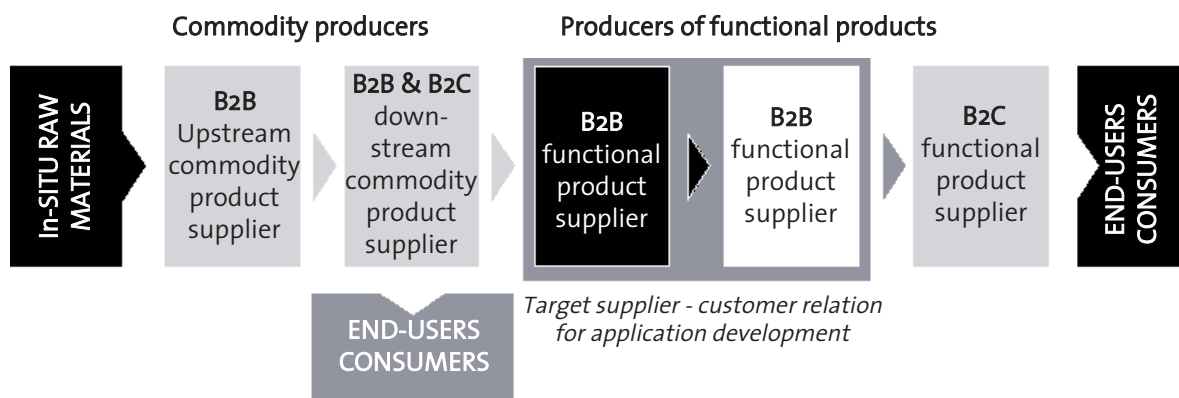 Commodity producers
Producers of functional products
In-SITU RAW
MATERIALS
B2B
Upstream
commodity
product
supplier
B2B & B2C
down-
stream
commodity
product
supplier
B2B
functional
product
supplier
B2B
functional
product
supplier
B2C
functional
product
supplier
END-USERS
CONSUMERS
END-USERS
CONSUMERS
Target supplier - customer relation
for application development